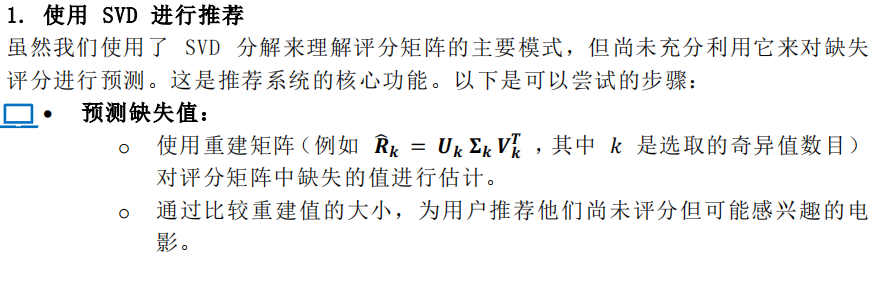 1. 使用 SVD 进行推荐
虽然我们使用了 SVD 分解来理解评分矩阵的主要模式，但尚未充分利用它来对缺失
评分进行预测。这是推荐系统的核心功能。以下是可以尝试的步骤：
• 预测缺失值：
o 使用重建矩阵（例如 R̂ₖ = Uₖ Σₖ Vₖᵀ ，其中 k 是选取的奇异值数目）
对评分矩阵中缺失的值进行估计。
o 通过比较重建值的大小，为用户推荐他们尚未评分但可能感兴趣的电
影。